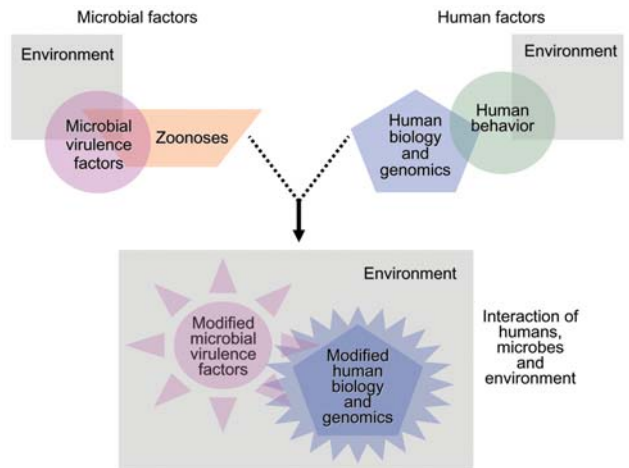 Microbial factors
Human factors
Environment
Environment
Microbial
virulence
factors
Zoonoses
Human
biology
and
genomics
Human
behavior
Environment
Modified
microbial
virulence
factors
Modified
human
biology
and
genomics
Interaction of
humans,
microbes
and
environment